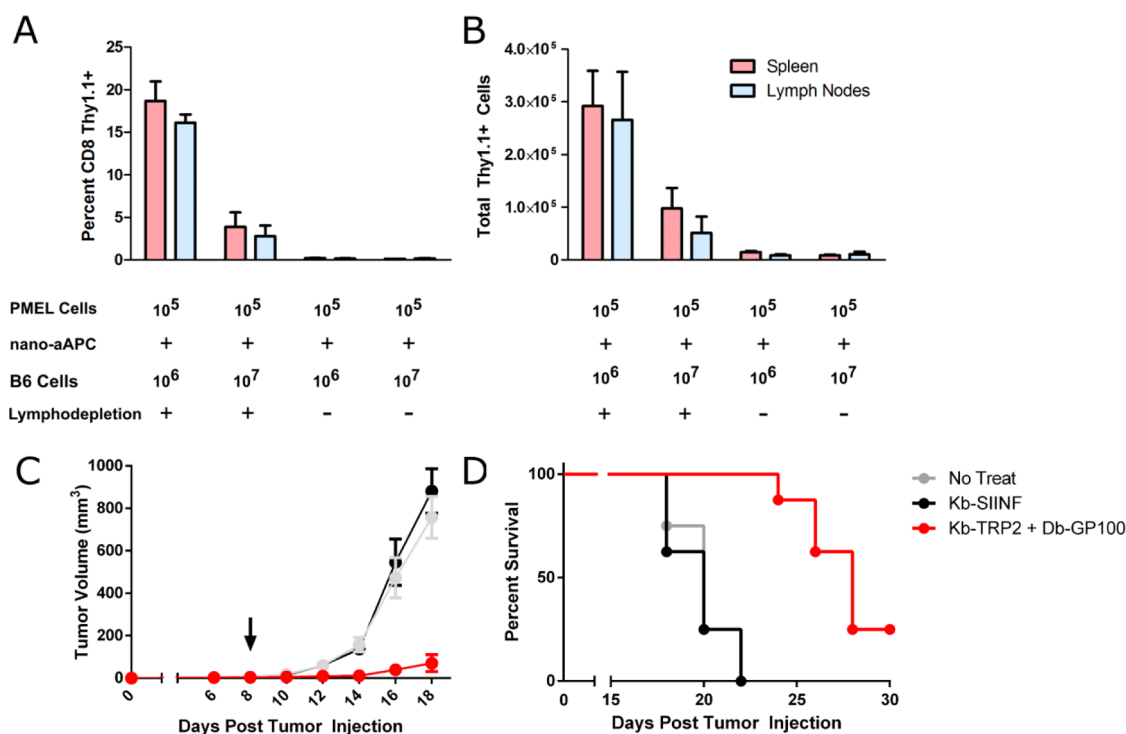 A
Percent CD8 Thy1.1+
25
20
15
10
5
0
B
Total Thy1.1+ Cells
4.0×10⁵
3.0×10⁵
2.0×10⁵
1.0×10⁵
0
Spleen
Lymph Nodes
PMEL Cells 10⁵ 10⁵ 10⁵ 10⁵ 10⁵ 10⁵ 10⁵ 10⁵
nano-aAPC + + + + + + + +
B6 Cells 10⁶ 10⁷ 10⁶ 10⁷ 10⁶ 10⁷ 10⁶ 10⁷
Lymphodepletion + + - - + + - -
C
Tumor Volume (mm³)
1000
800
600
400
200
0
0 6 8 10 12 14 16 18
Days Post Tumor Injection
D
Percent Survival
100
50
0
0 15 20 25 30
Days Post Tumor Injection
No Treat
Kb-SIINF
Kb-TRP2 + Db-GP100